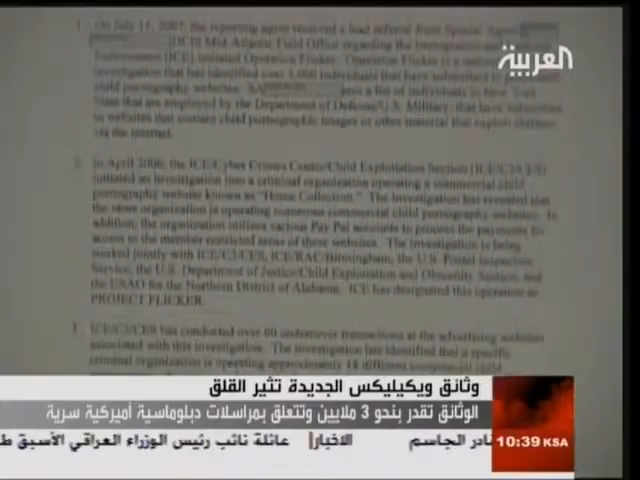 العربية
1. On July 11, 2007, the reporting agent received a lead referral from Special Agent
(DCIS) Mid-Atlantic Field Office regarding the Immigration and
Enforcement (ICE) initiated Operation Flicker. Operation Flicker is a
investigation that has identified over 5,000 individuals that have subscribed to
child pornography websites. SA a list of individuals in
State that are employed by the Department of Defense/U.S. Military, that have
to websites that contain child pornographic images or other material that exploit children
via the internet.
2. In April 2006, the ICE/Cyber Crimes Center/Child Exploitation Section (ICE/C3/CES)
initiated an investigation into a criminal organization operating a commercial child
pornography website known as "Home Collection." The investigation has revealed that
the same organization is operating numerous commercial child pornography websites. In
addition, the organization utilizes various Pay Pal accounts to process the payments for
access to the member restricted areas of these websites. The investigation is being
worked jointly with ICE/C3/CES, ICE/RAC/Birmingham, the U.S. Postal Inspection
Service, the U.S. Department of Justice/Child Exploitation and Obscenity Section, and
the USAO for the Northern District of Alabama. ICE has designated this operation as
PROJECT FLICKER.
3. ICE/C3/CES has conducted over 60 undercover transactions at the advertising websites
associated with this investigation. The investigation has identified that a specific
criminal organization is operating approximately 18 different commercial child
وثائق ويكيليكس الجديدة تثير القلق
الوثائق تقدر بنحو 3 ملايين وتتعلق بمراسلات دبلوماسية أميركية سرية
نادر الجاسم الاخبار| عائلة نائب رئيس الوزراء العراقي الأسبق
10:39 KSA